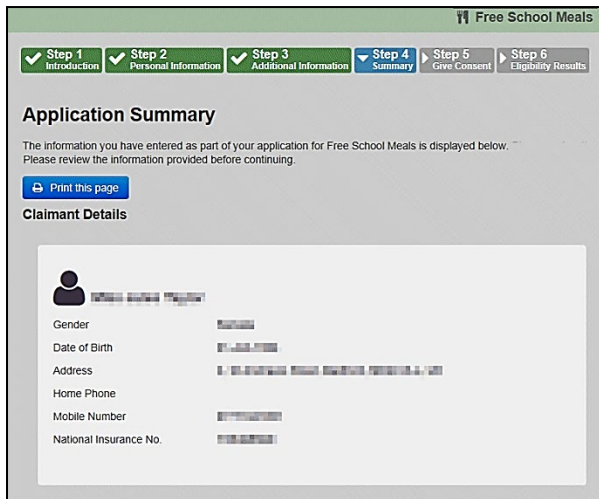 Free School Meals
Step 1
Introduction
Step 2
Personal Information
Step 3
Additional Information
Step 4
Summary
Step 5
Give Consent
Step 6
Eligibility Results
Application Summary
The information you have entered as part of your application for Free School Meals is displayed below.
Please review the information provided before continuing.
Print this page
Claimant Details
Gender
Date of Birth
Address
Home Phone
Mobile Number
National Insurance No.